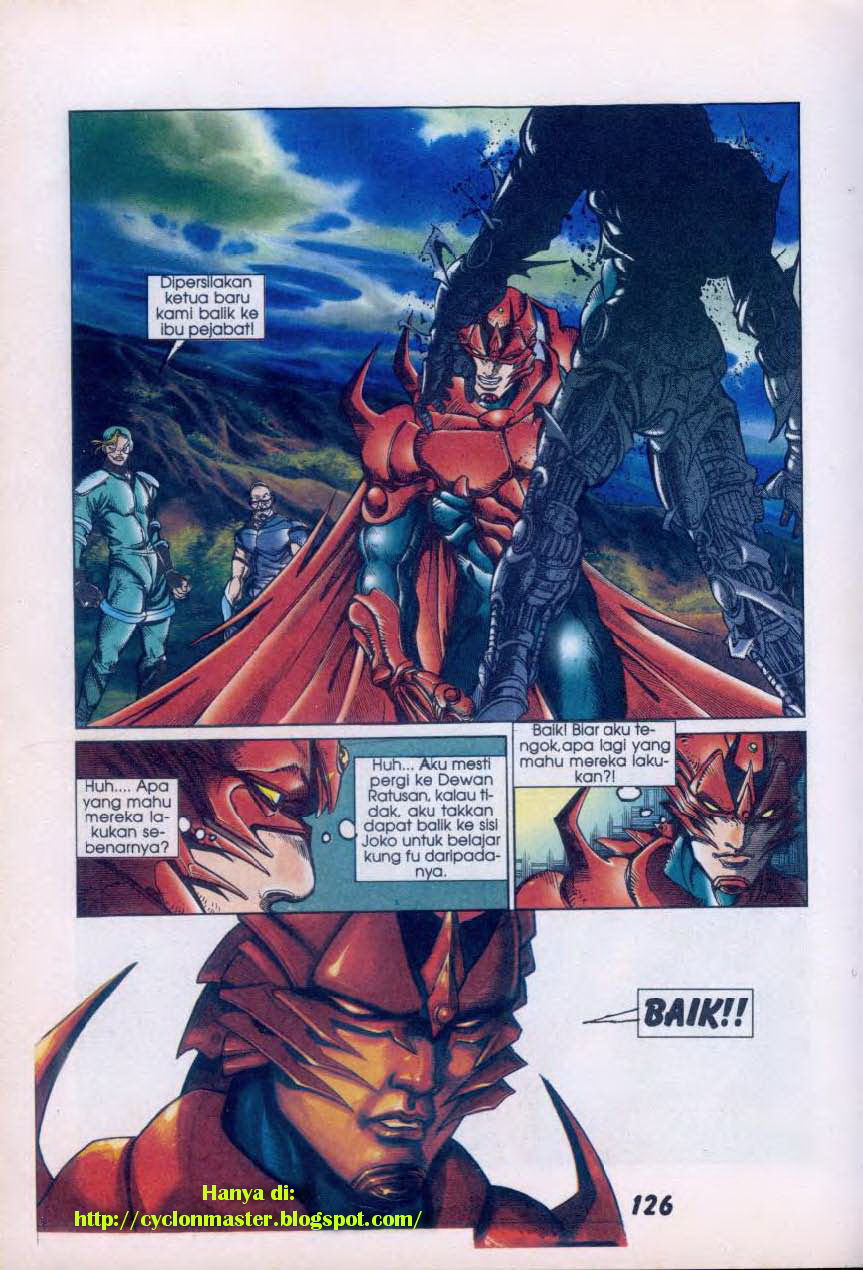 Dipersilakan
ketua baru
kami balik ke
ibu pejabat!
Huh.... Apa
yang mahu
mereka la-
kukan se-
benarnya?
Huh... Aku mesti
pergi ke Dewan
Ratusan, kalau ti-
dak. aku takkan
dapat balik ke sisi
Joko untuk belajar
kung fu daripada-
nya.
Baik! Biar aku te-
ngok,apa lagi yang
mahu mereka laku-
kan?!
BAIK!!
Hanya di:
http://cyclonmaster.blogspot.com/
126